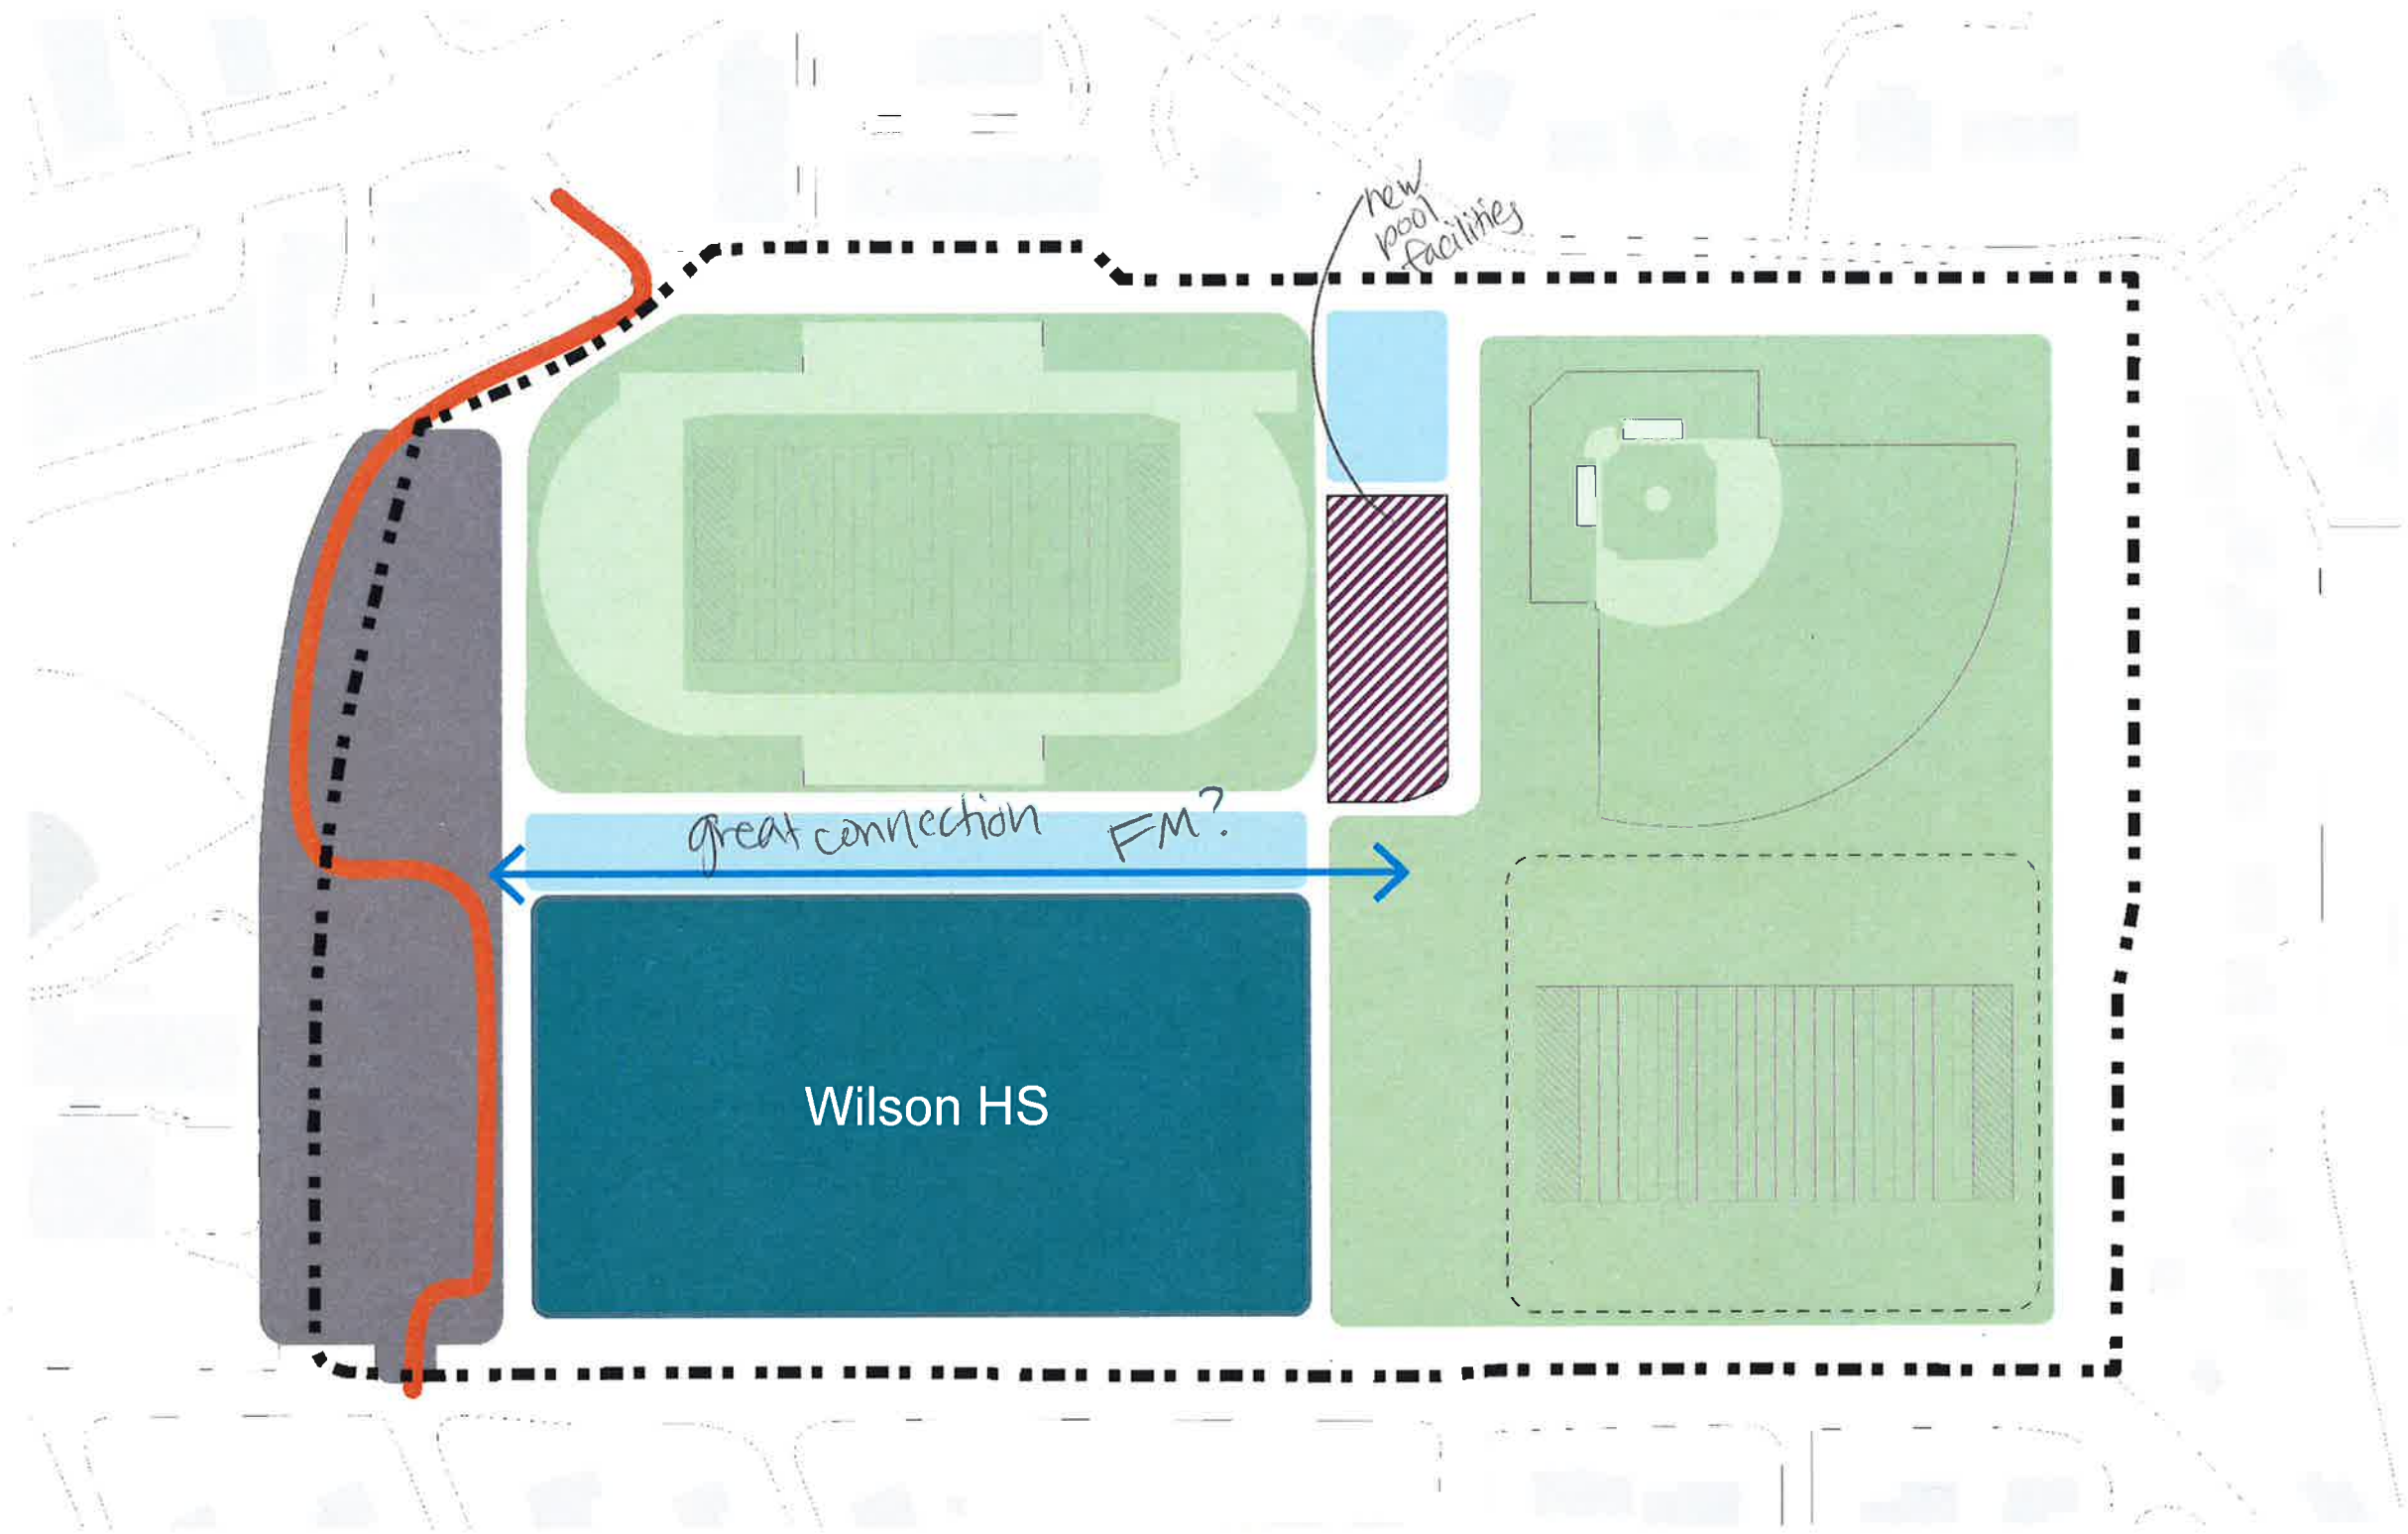 new
pool
facilities
great connection FM?
Wilson HS